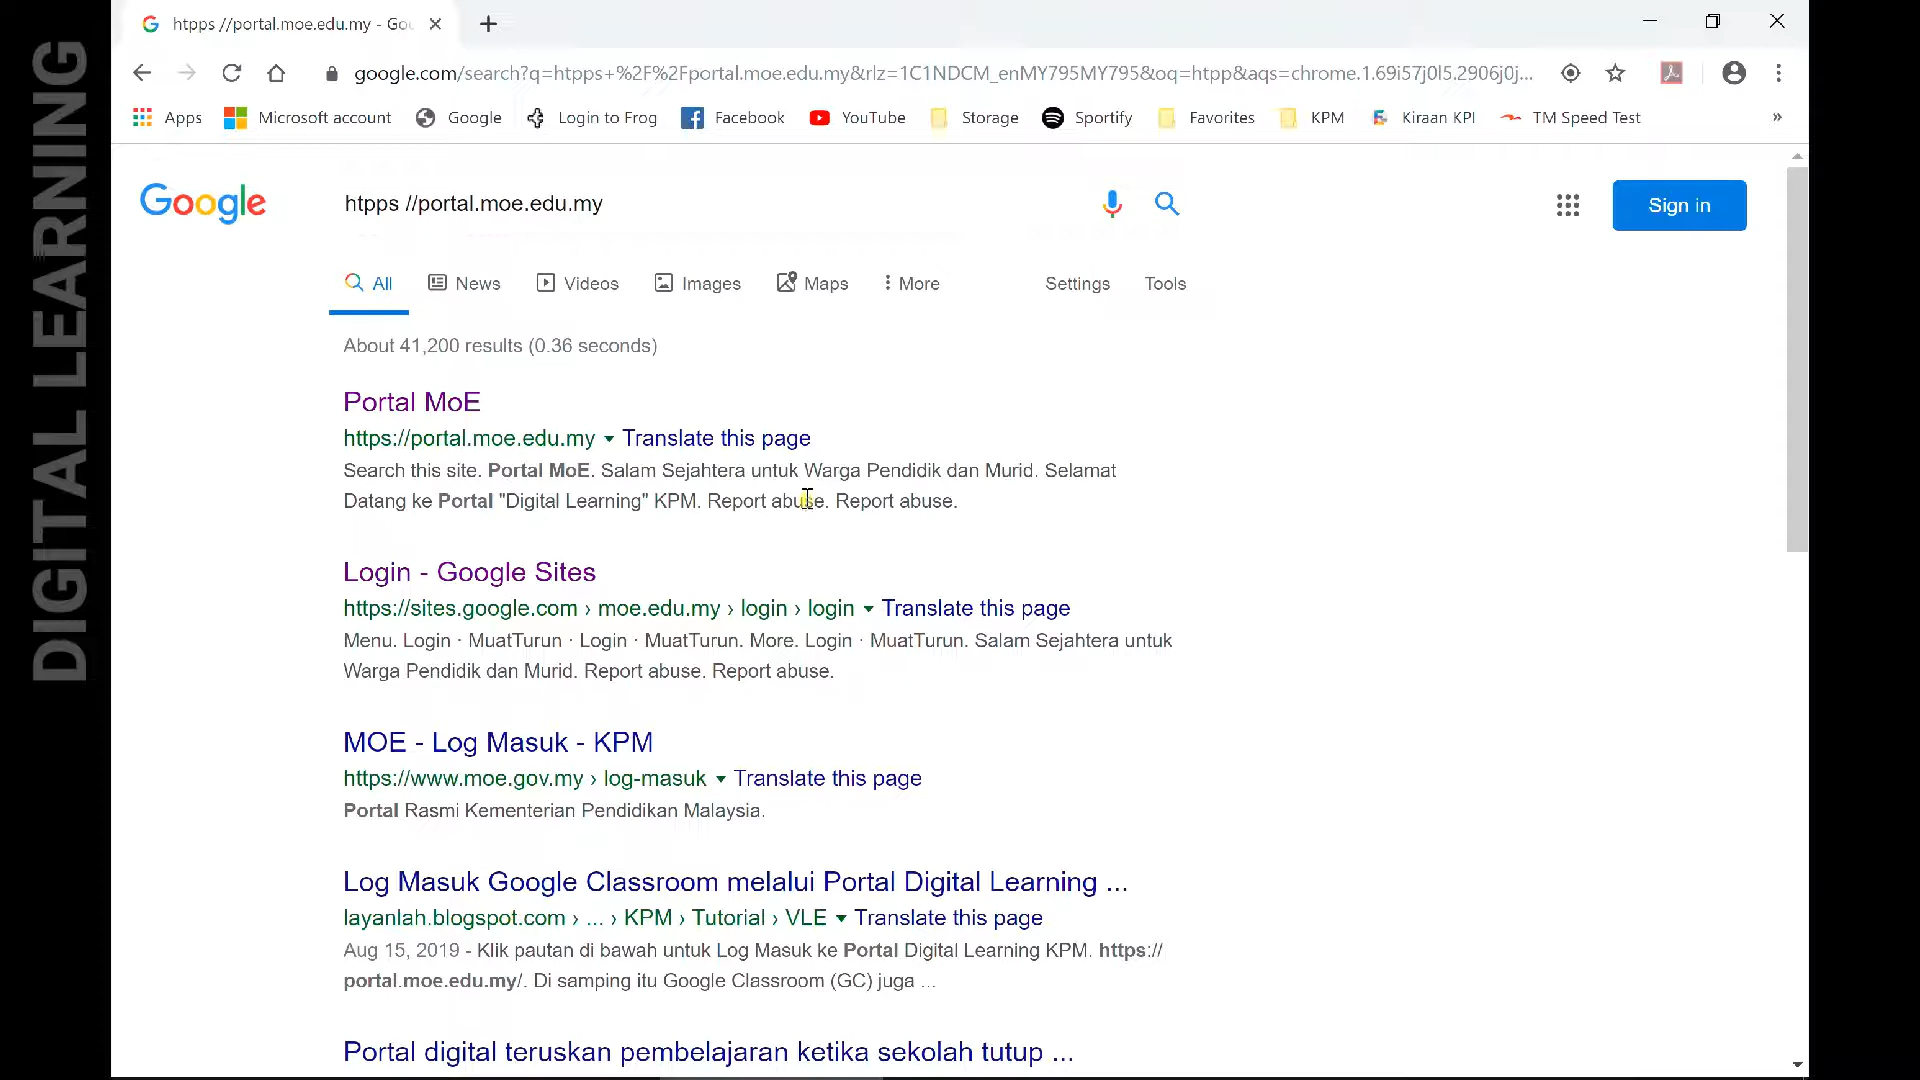 DIGITAL LEARNING
htpps //portal.moe.edu.my - Goo
google.com/search?q=htpps+%2F%2Fportal.moe.edu.my&rlz=1C1NDCM_enMY795MY795&oq=htpp&aqs=chrome.1.69i57j0l5.2906j0j...
Apps Microsoft account Google Login to Frog Facebook YouTube Storage Sportify Favorites KPM Kiraan KPI TM Speed Test »
Google htpps //portal.moe.edu.my Sign in
All News Videos Images Maps More Settings Tools
About 41,200 results (0.36 seconds)
Portal MoE
https://portal.moe.edu.my Translate this page
Search this site. Portal MoE. Salam Sejahtera untuk Warga Pendidik dan Murid. Selamat
Datang ke Portal "Digital Learning" KPM. Report abuse. Report abuse.
Login - Google Sites
https://sites.google.com › moe.edu.my › login › login Translate this page
Menu. Login · MuatTurun · Login · MuatTurun. More. Login · MuatTurun. Salam Sejahtera untuk
Warga Pendidik dan Murid. Report abuse. Report abuse.
MOE - Log Masuk - KPM
https://www.moe.gov.my › log-masuk Translate this page
Portal Rasmi Kementerian Pendidikan Malaysia.
Log Masuk Google Classroom melalui Portal Digital Learning ...
layanlah.blogspot.com › ... › KPM › Tutorial › VLE Translate this page
Aug 15, 2019 - Klik pautan di bawah untuk Log Masuk ke Portal Digital Learning KPM. https://
portal.moe.edu.my/. Di samping itu Google Classroom (GC) juga ...
Portal digital teruskan pembelajaran ketika sekolah tutup ...